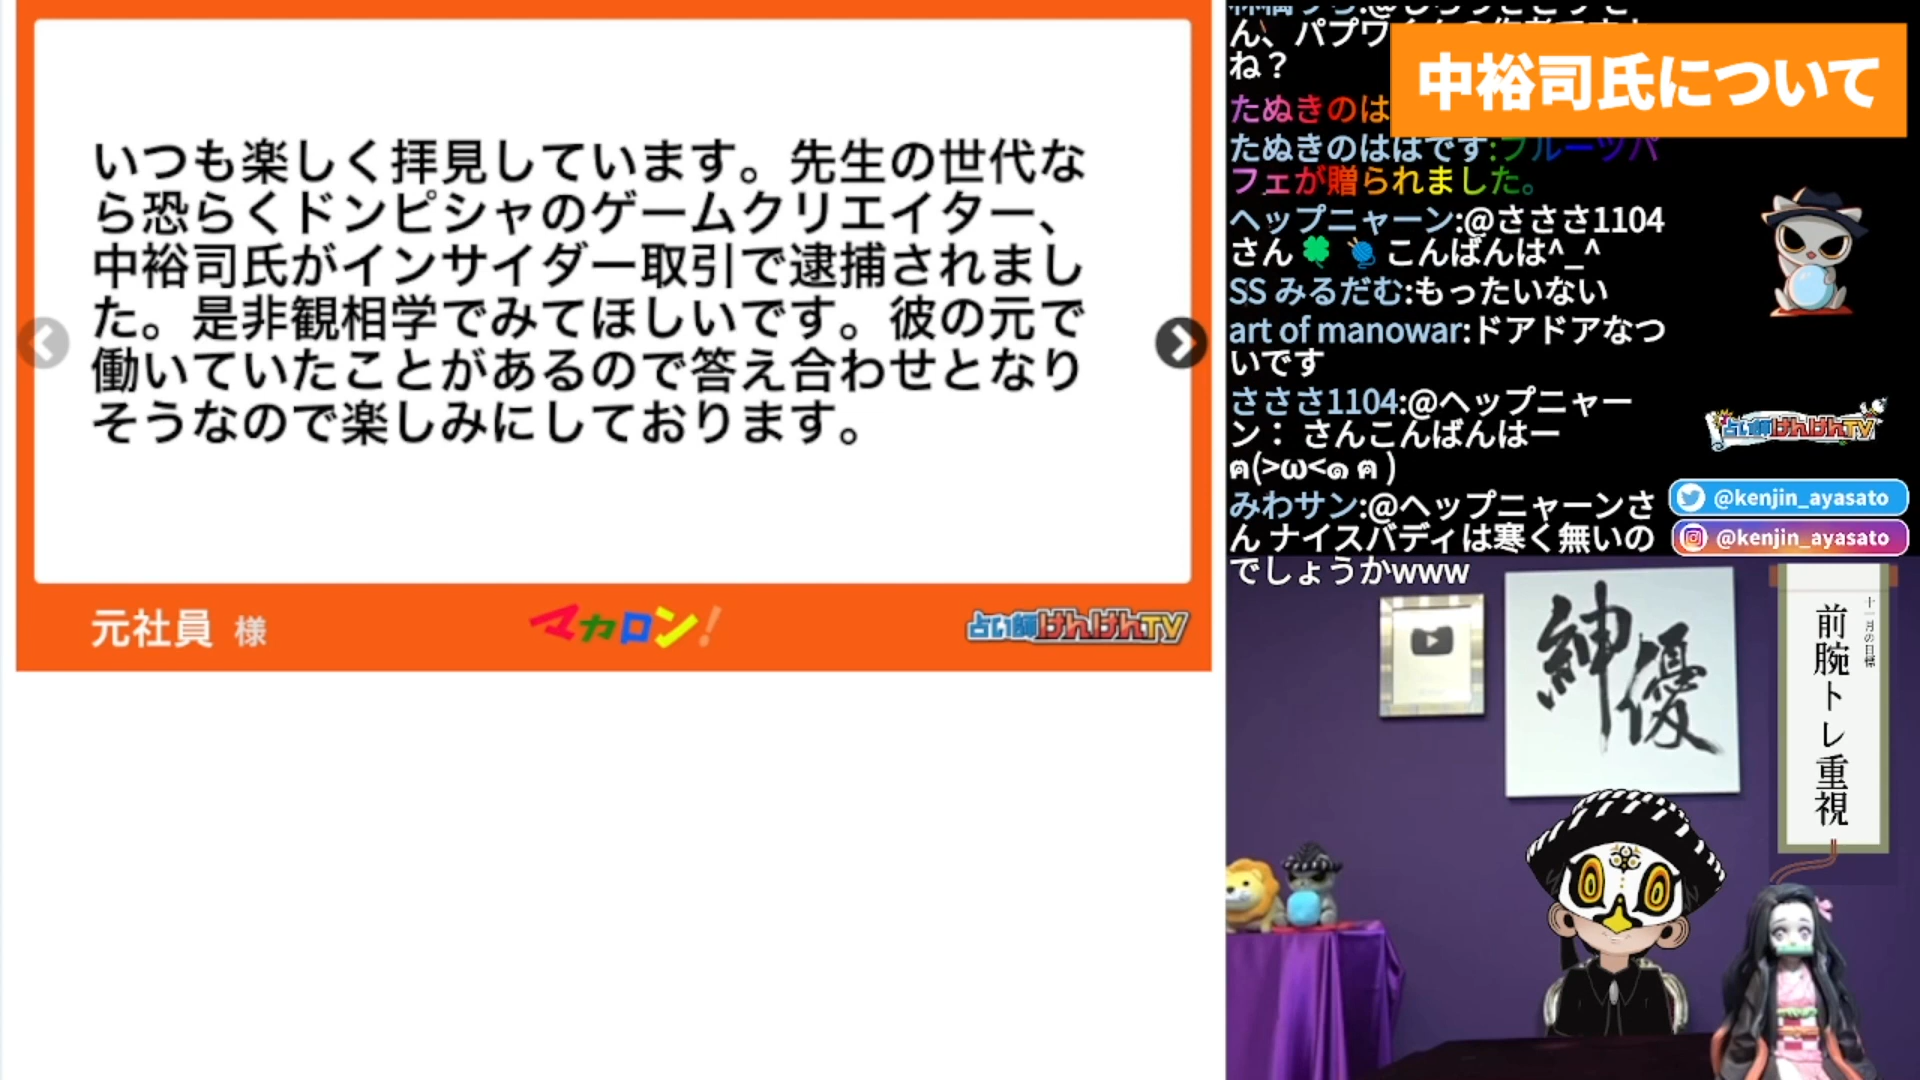 いつも楽しく拝見しています。先生の世代な
ら恐らくドンピシャのゲームクリエイター、
中裕司氏がインサイダー取引で逮捕されまし
た。是非観相学でみてほしいです。彼の元で
働いていたことがあるので答え合わせとなり
そうなので楽しみにしております。
元社員 様
マカロン!
占い師けんけんTV
中裕司氏について
ん、パプワ
ね？
たぬきのは
たぬきのははです:フルーツパ
フェが贈られました。
ヘップニャーン:@さささ1104
さん🍀🧶こんばんは^_^
SS みるだむ:もったいない
art of manowar:ドアドアなつ
いです
さささ1104:@ヘップニャー
ン： さんこんばんはー
ฅ(>ω<๑ ฅ )
みわサン:@ヘップニャーンさ
ん ナイスバディは寒く無いの
でしょうかwww
占い師けんけんTV
@kenjin_ayasato
@kenjin_ayasato
紳優
十一月の目標
前腕トレ重視